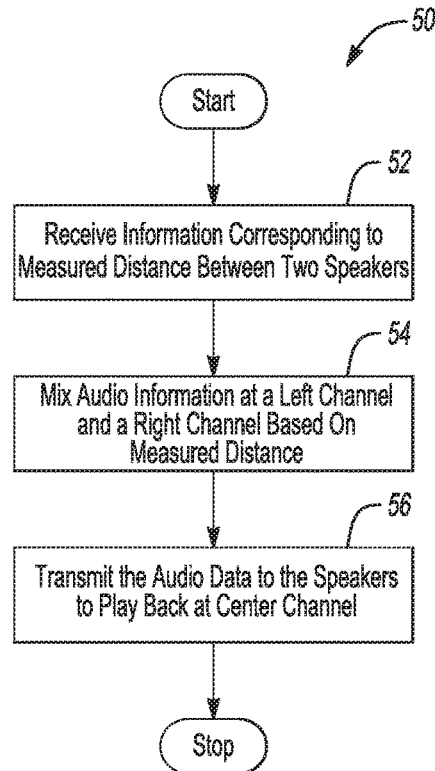 50
Start
52
Receive Information Corresponding to
Measured Distance Between Two Speakers
54
Mix Audio Information at a Left Channel
and a Right Channel Based On
Measured Distance
56
Transmit the Audio Data to the Speakers
to Play Back at Center Channel
Stop